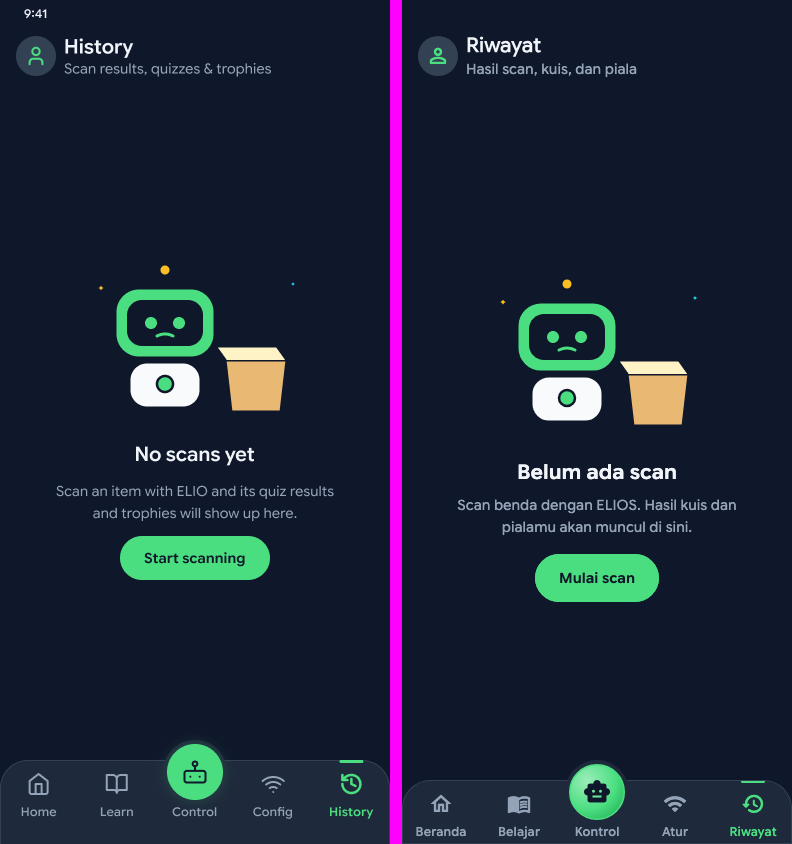 9:41
History
Scan results, quizzes & trophies
No scans yet
Scan an item with ELIO and its quiz results
and trophies will show up here.
Start scanning
Home
Learn
Control
Config
History
Riwayat
Hasil scan, kuis, dan piala
Belum ada scan
Scan benda dengan ELIOS. Hasil kuis dan
pialamu akan muncul di sini.
Mulai scan
Beranda
Belajar
Kontrol
Atur
Riwayat